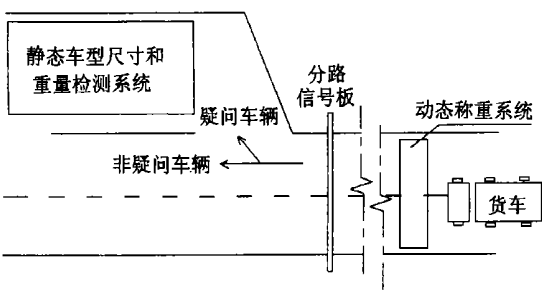 静态车型尺寸和
重量检测系统
分路
信号板
疑问车辆
动态称重系统
非疑问车辆
货车